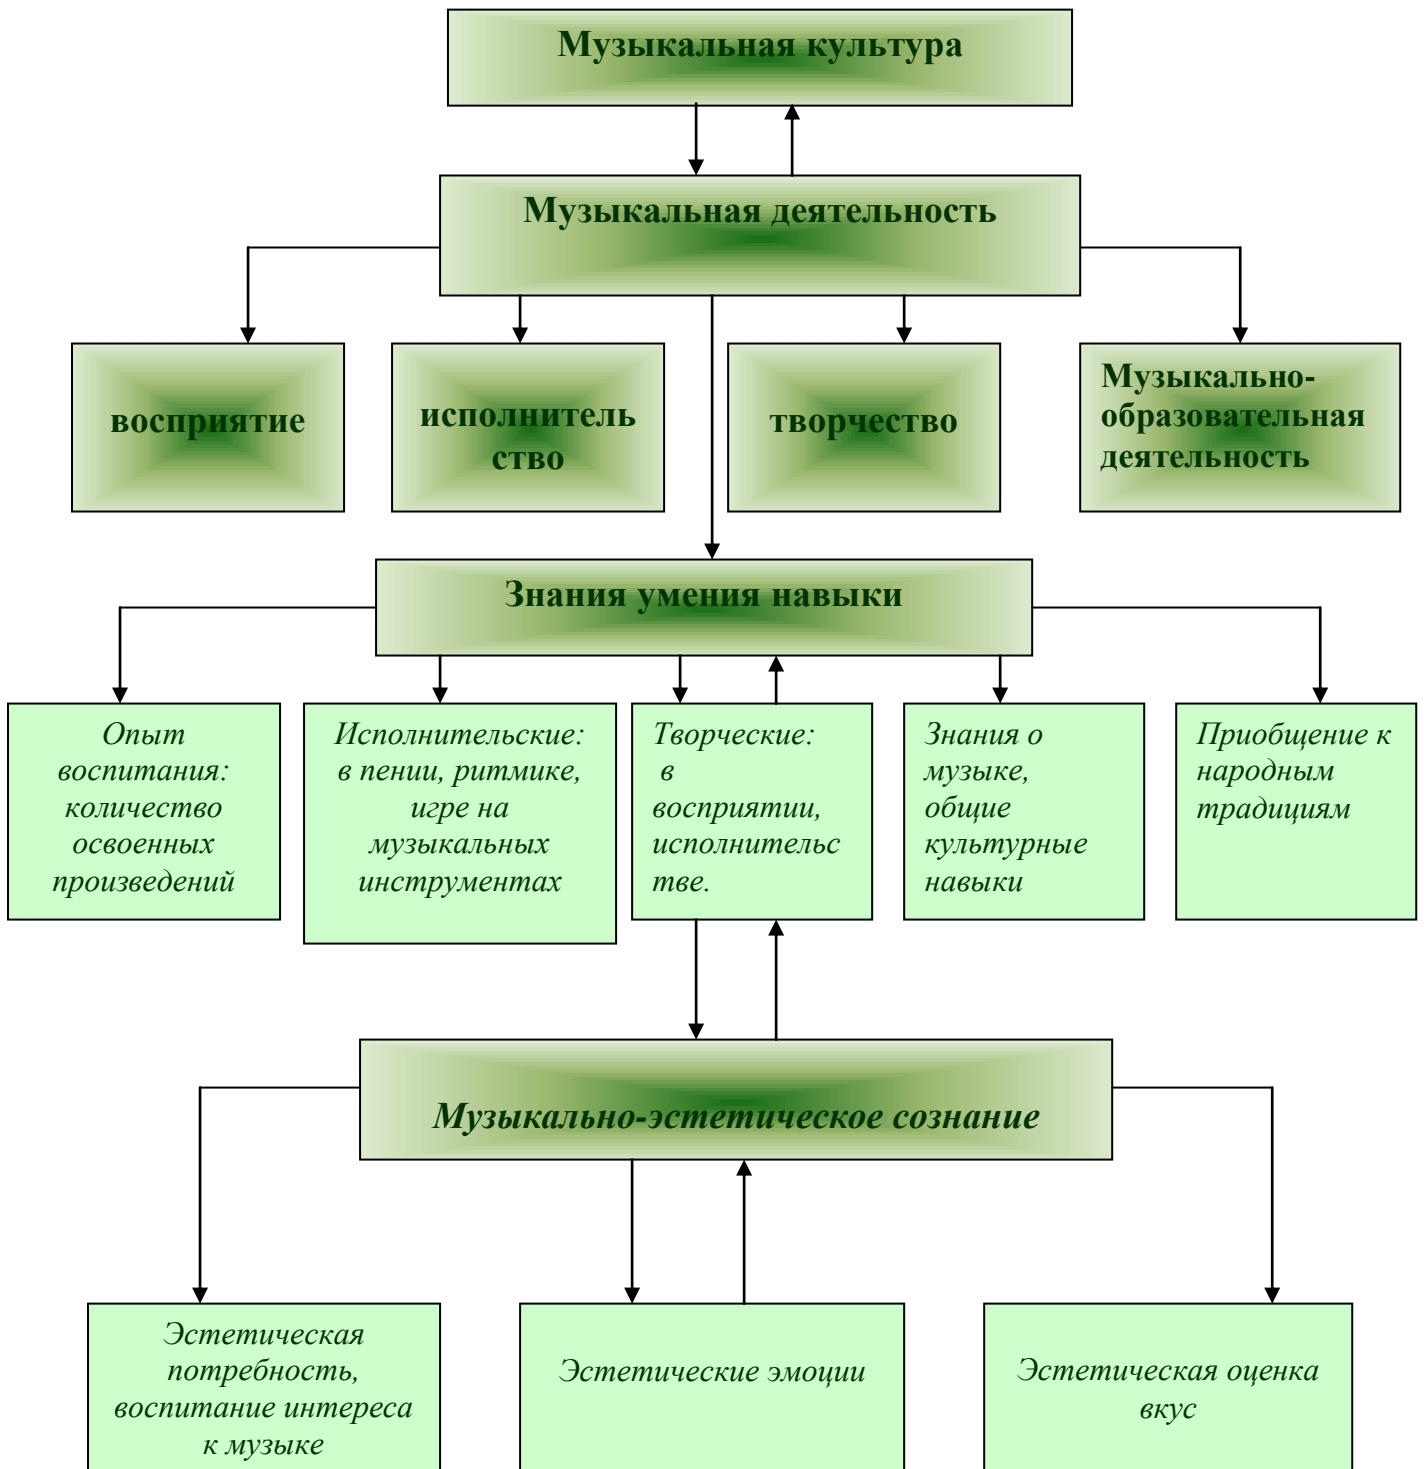 Музыкальная культура
Музыкальная деятельность
восприятие
исполнитель
ство
творчество
Музыкально-
образовательная
деятельность
Знания умения навыки
Опыт
воспитания:
количество
освоенных
произведений
Исполнительские:
в пении, ритмике,
игре на
музыкальных
инструментах
Творческие:
в
восприятии,
исполнительс
тве.
Знания о
музыке,
общие
культурные
навыки
Приобщение к
народным
традициям
Музыкально-эстетическое сознание
Эстетическая
потребность,
воспитание интереса
к музыке
Эстетические эмоции
Эстетическая оценка
вкус